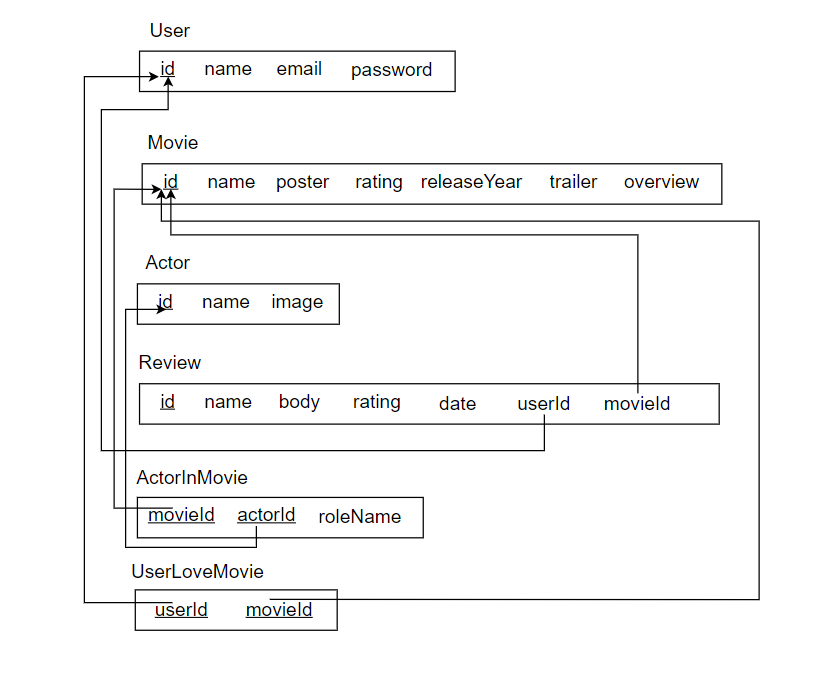 User
id name email password
Movie
id name poster rating releaseYear trailer overview
Actor
id name image
Review
id name body rating date userId movieId
ActorInMovie
movieId actorId roleName
UserLoveMovie
userId movieId